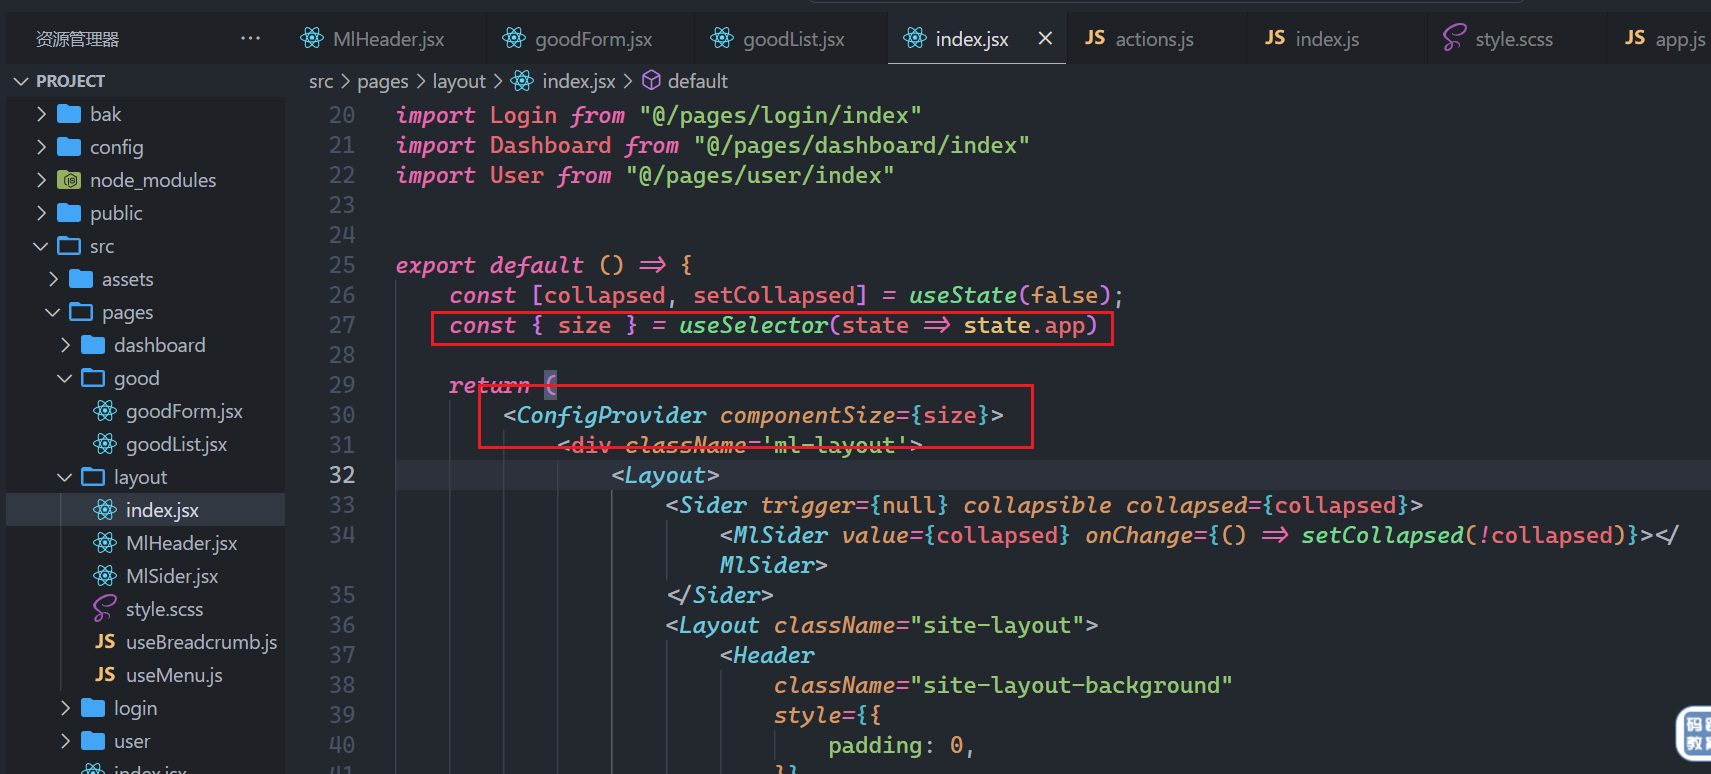 资源管理器
MlHeader.jsx
goodForm.jsx
goodList.jsx
index.jsx
JS actions.js
JS index.js
style.scss
JS app.js
PROJECT
bak
config
node_modules
public
src
assets
pages
dashboard
good
goodForm.jsx
goodList.jsx
layout
index.jsx
MlHeader.jsx
MlSider.jsx
style.scss
JS useBreadcrumb.js
JS useMenu.js
login
user
index.jsx
src > pages > layout > index.jsx > default
20 import Login from "@/pages/login/index"
21 import Dashboard from "@/pages/dashboard/index"
22 import User from "@/pages/user/index"
23
24
25 export default () => {
26 const [collapsed, setCollapsed] = useState(false);
27 const { size } = useSelector(state => state.app)
28
29 return (
30 <ConfigProvider componentSize={size}>
31 <div className='ml-layout'>
32 <Layout>
33 <Sider trigger={null} collapsible collapsed={collapsed}>
34 <MlSider value={collapsed} onChange={() => setCollapsed(!collapsed)}></
MlSider>
35 </Sider>
36 <Layout className="site-layout">
37 <Header
38 className="site-layout-background"
39 style={{
40 padding: 0,
41 }}